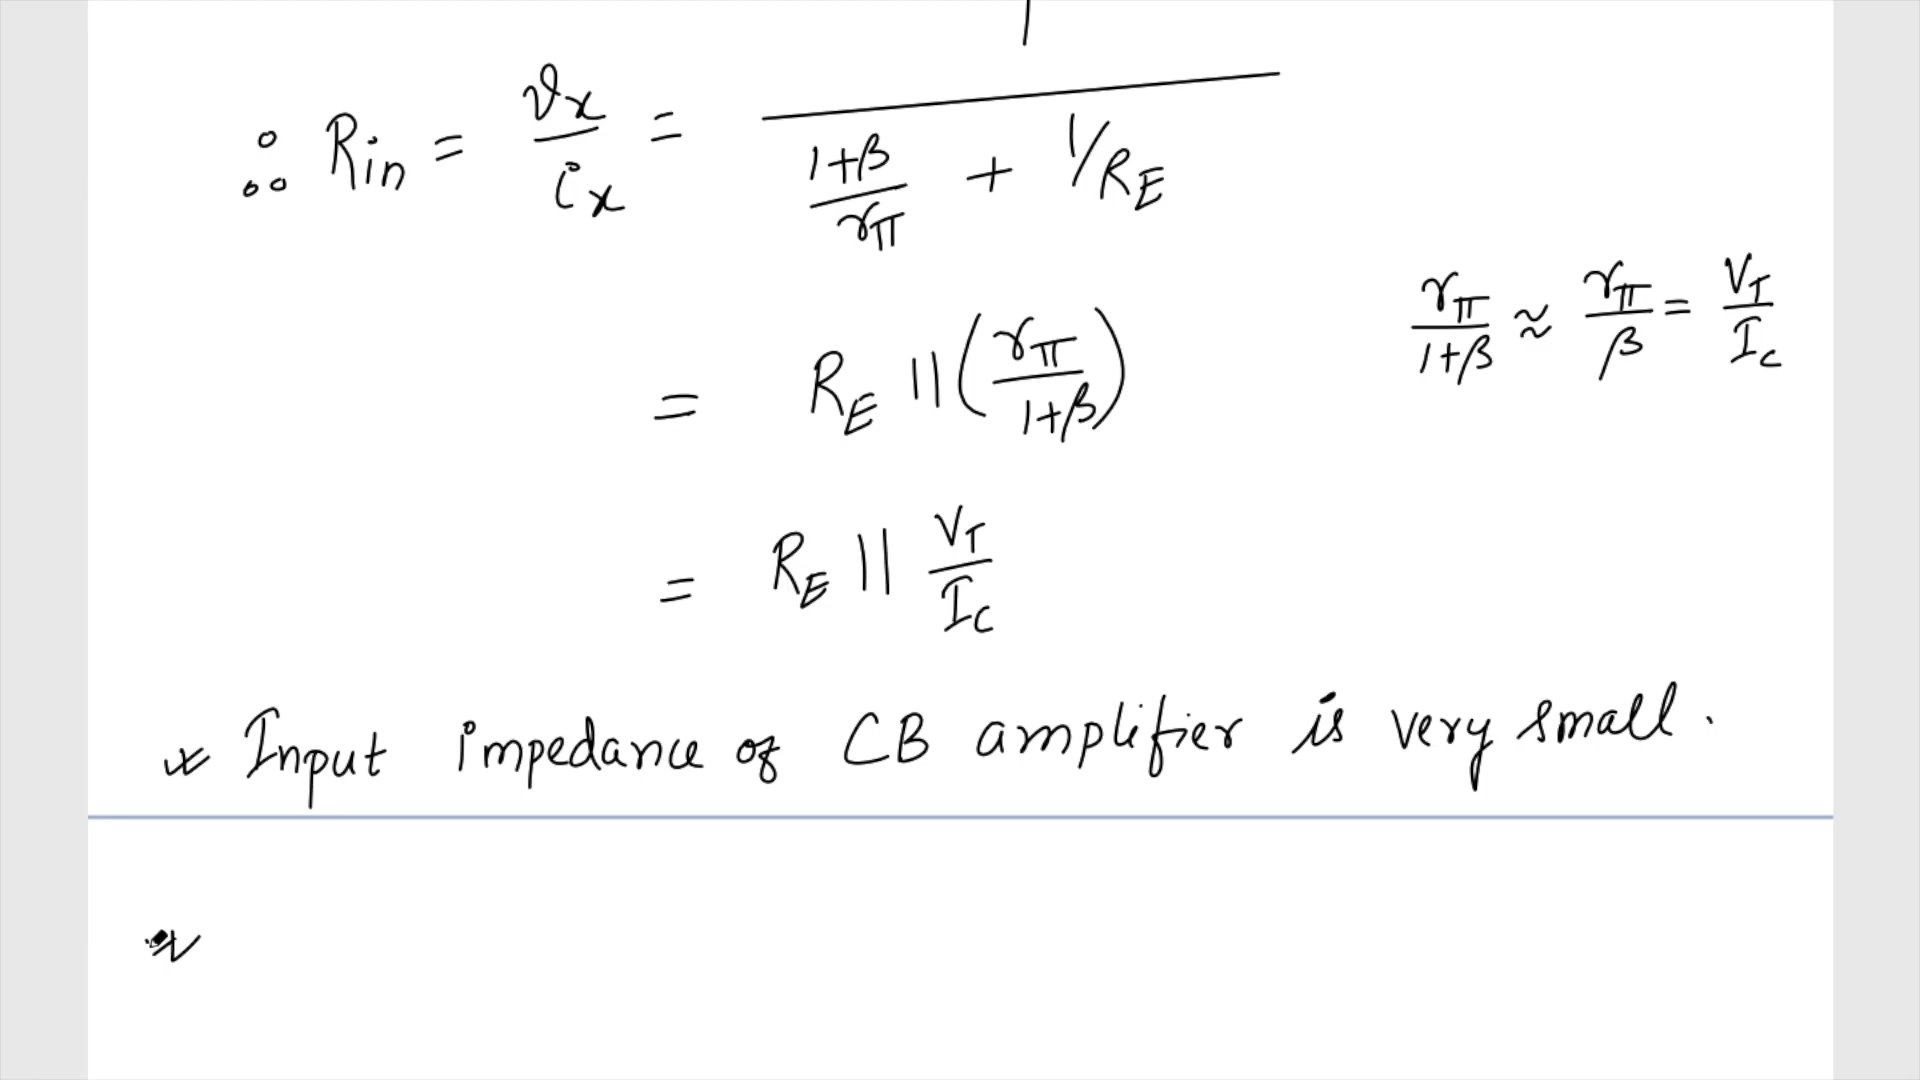 1
∴ Rin = vx/ix = 1/((1+β)/rπ + 1/RE)
= RE || (rπ/(1+β))
rπ/(1+β) ≈ rπ/β = VT/IC
= RE || VT/IC
* Input impedance of CB amplifier is very small.